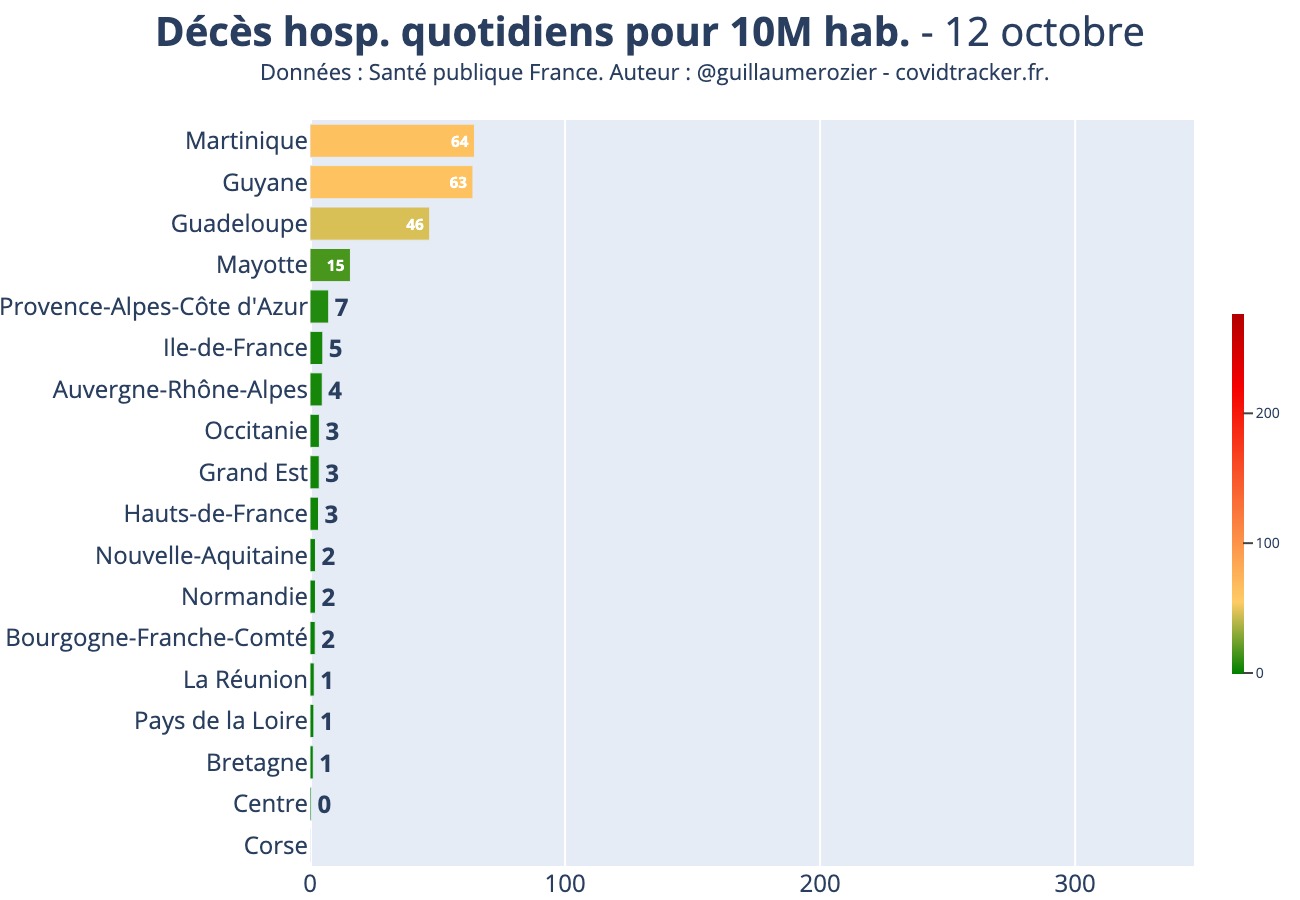 Décès hosp. quotidiens pour 10M hab. - 12 octobre
Données : Santé publique France. Auteur : @guillaumerozier - covidtracker.fr.
Martinique 64
Guyane 63
Guadeloupe 46
Mayotte 15
Provence-Alpes-Côte d'Azur 7
Ile-de-France 5
Auvergne-Rhône-Alpes 4
Occitanie 3
Grand Est 3
Hauts-de-France 3
Nouvelle-Aquitaine 2
Normandie 2
Bourgogne-Franche-Comté 2
La Réunion 1
Pays de la Loire 1
Bretagne 1
Centre 0
Corse
0 100 200 300
200
100
0